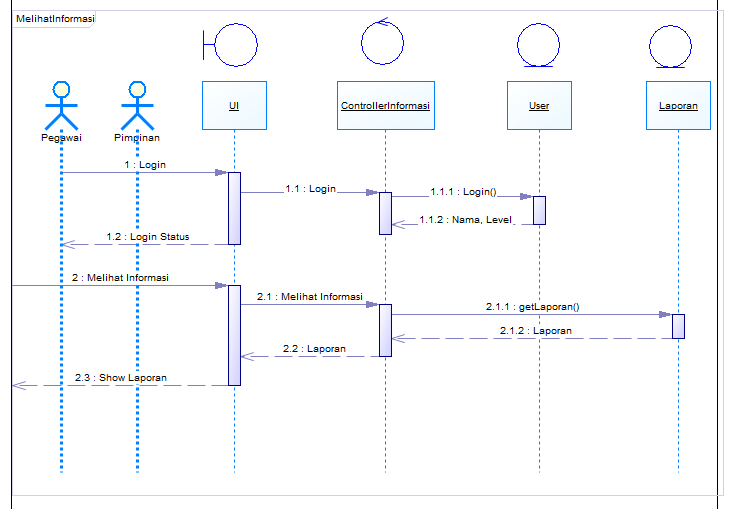 MelihatInformasi
UI
ControllerInformasi
User
Laporan
Pegawai
Pimpinan
1 : Login
1.1 : Login
1.1.1 : Login()
1.1.2 : Nama, Level
1.2 : Login Status
2 : Melihat Informasi
2.1 : Melihat Informasi
2.1.1 : getLaporan()
2.1.2 : Laporan
2.2 : Laporan
2.3 : Show Laporan